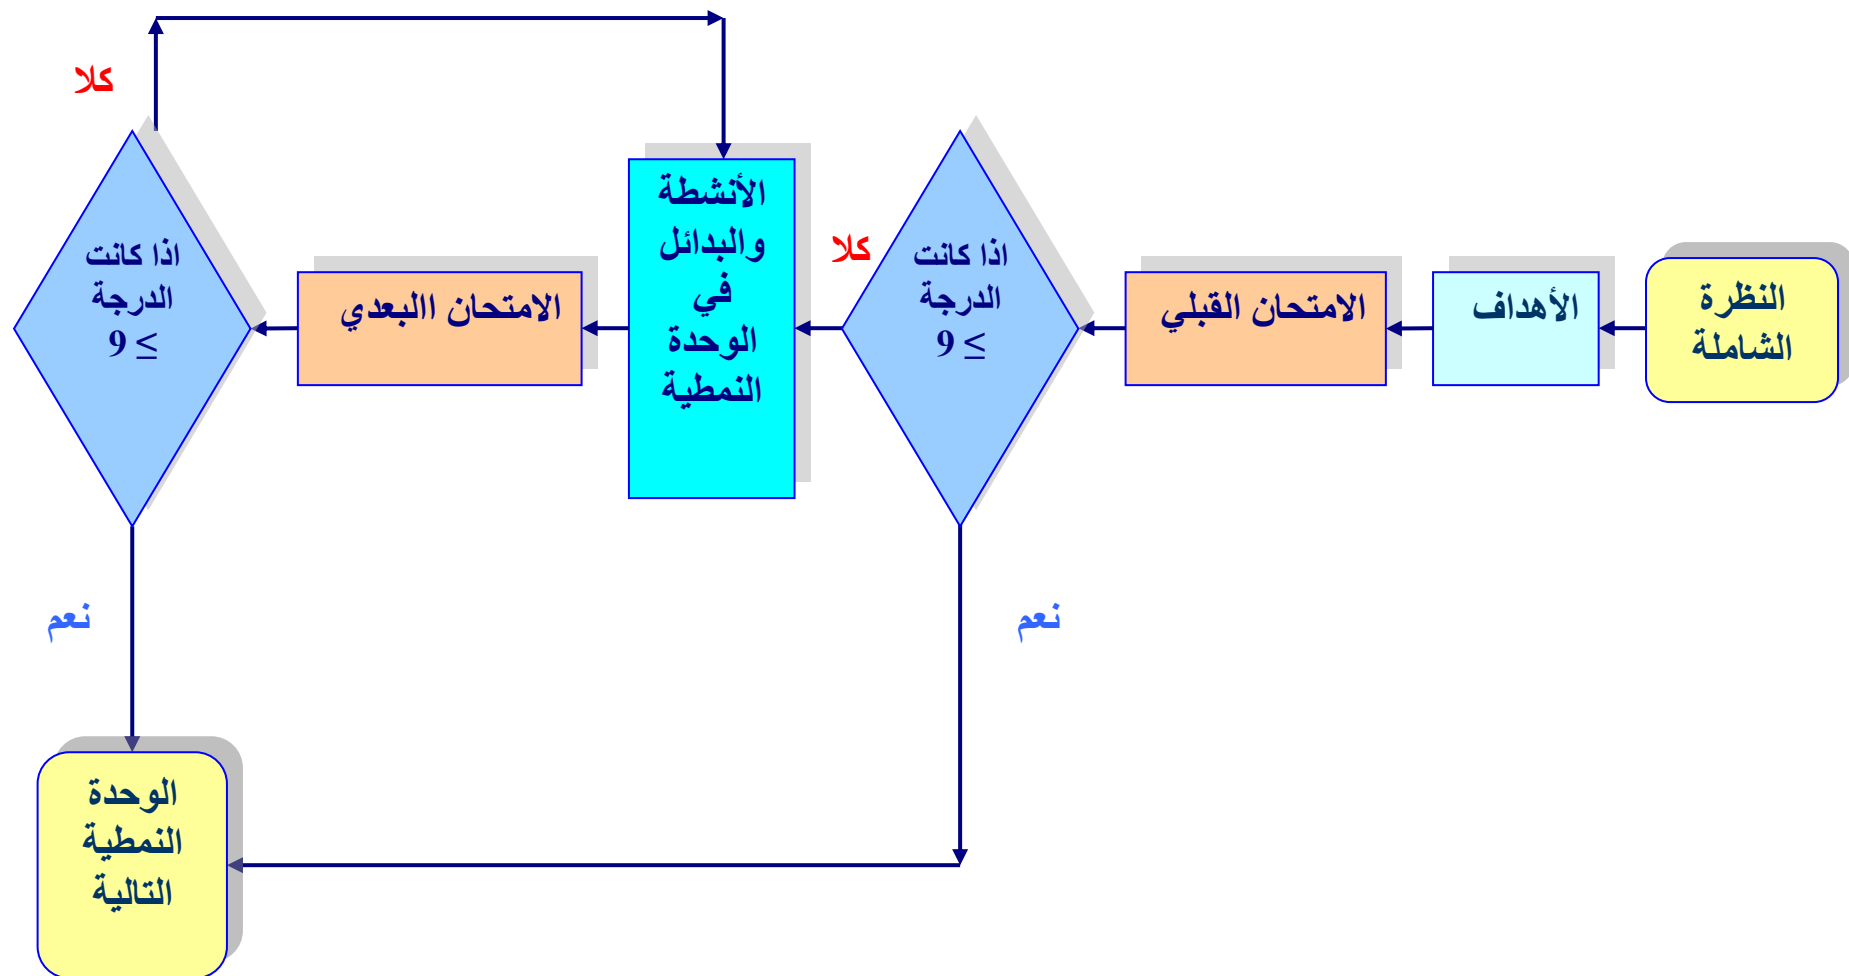 النظرة
الشاملة
الأهداف
الامتحان القبلي
اذا كانت
الدرجة
9 ≤
كلا
نعم
الأنشطة
والبدائل
في
الوحدة
النمطية
الامتحان االبعدي
اذا كانت
الدرجة
9 ≤
كلا
نعم
الوحدة
النمطية
التالية